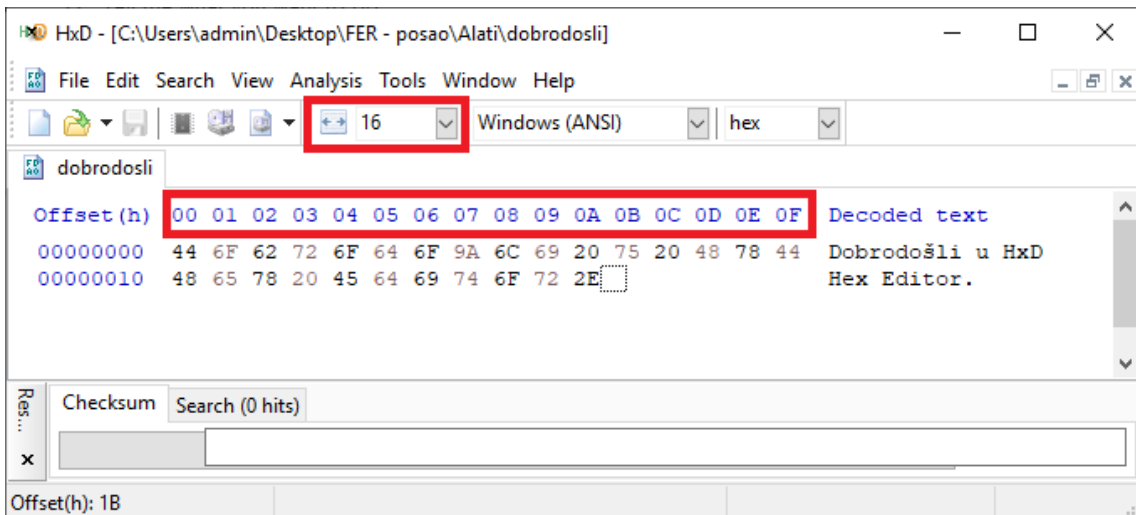 HxD - [C:\Users\admin\Desktop\FER - posao\Alati\dobrodosli]
File Edit Search View Analysis Tools Window Help
16 Windows (ANSI) hex
dobrodosli
Offset(h) 00 01 02 03 04 05 06 07 08 09 0A 0B 0C 0D 0E 0F Decoded text
00000000 44 6F 62 72 6F 64 6F 9A 6C 69 20 75 20 48 78 44 Dobrodošli u HxD
00000010 48 65 78 20 45 64 69 74 6F 72 2E Hex Editor.
Res...
Checksum Search (0 hits)
Offset(h): 1B